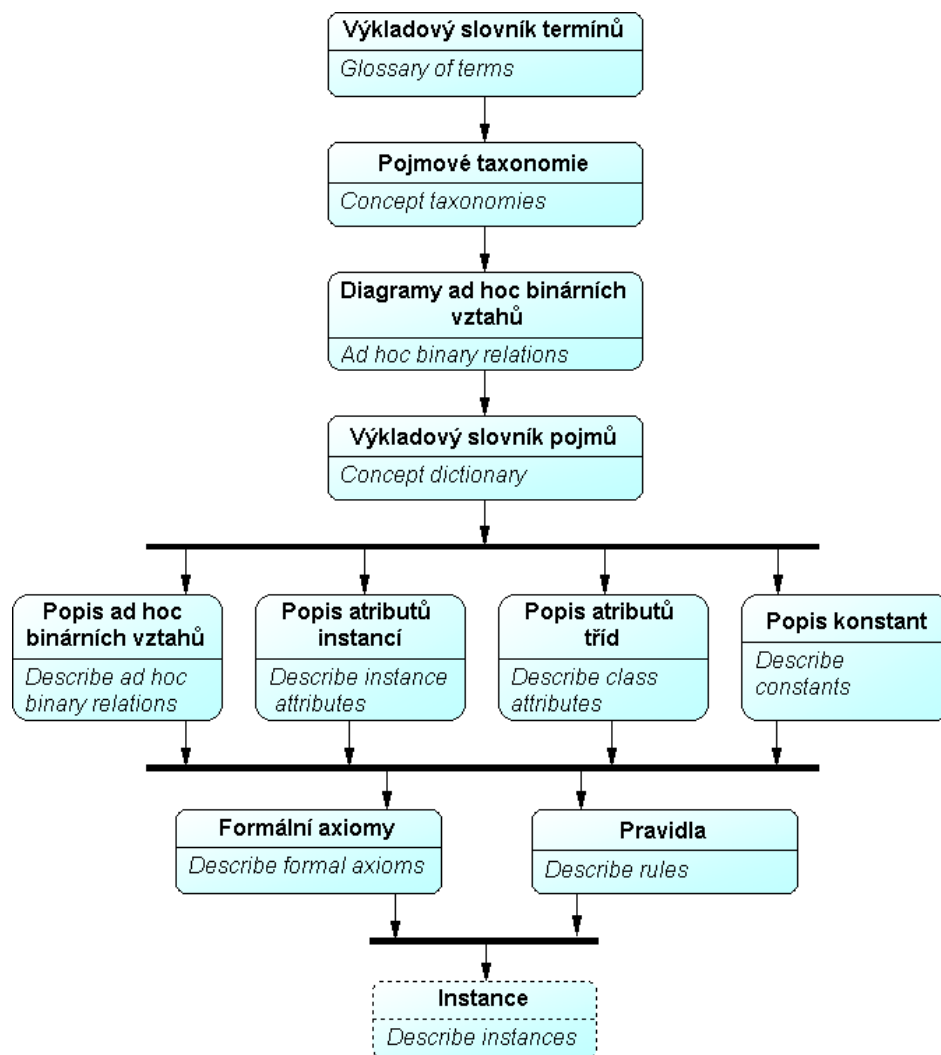 Výkladový slovník termínů
Glossary of terms
Pojmové taxonomie
Concept taxonomies
Diagramy ad hoc binárních
vztahů
Ad hoc binary relations
Výkladový slovník pojmů
Concept dictionary
Popis ad hoc
binárních vztahů
Describe ad hoc
binary relations
Popis atributů
instancí
Describe instance
attributes
Popis atributů
tříd
Describe class
attributes
Popis konstant
Describe
constants
Formální axiomy
Describe formal axioms
Pravidla
Describe rules
Instance
Describe instances